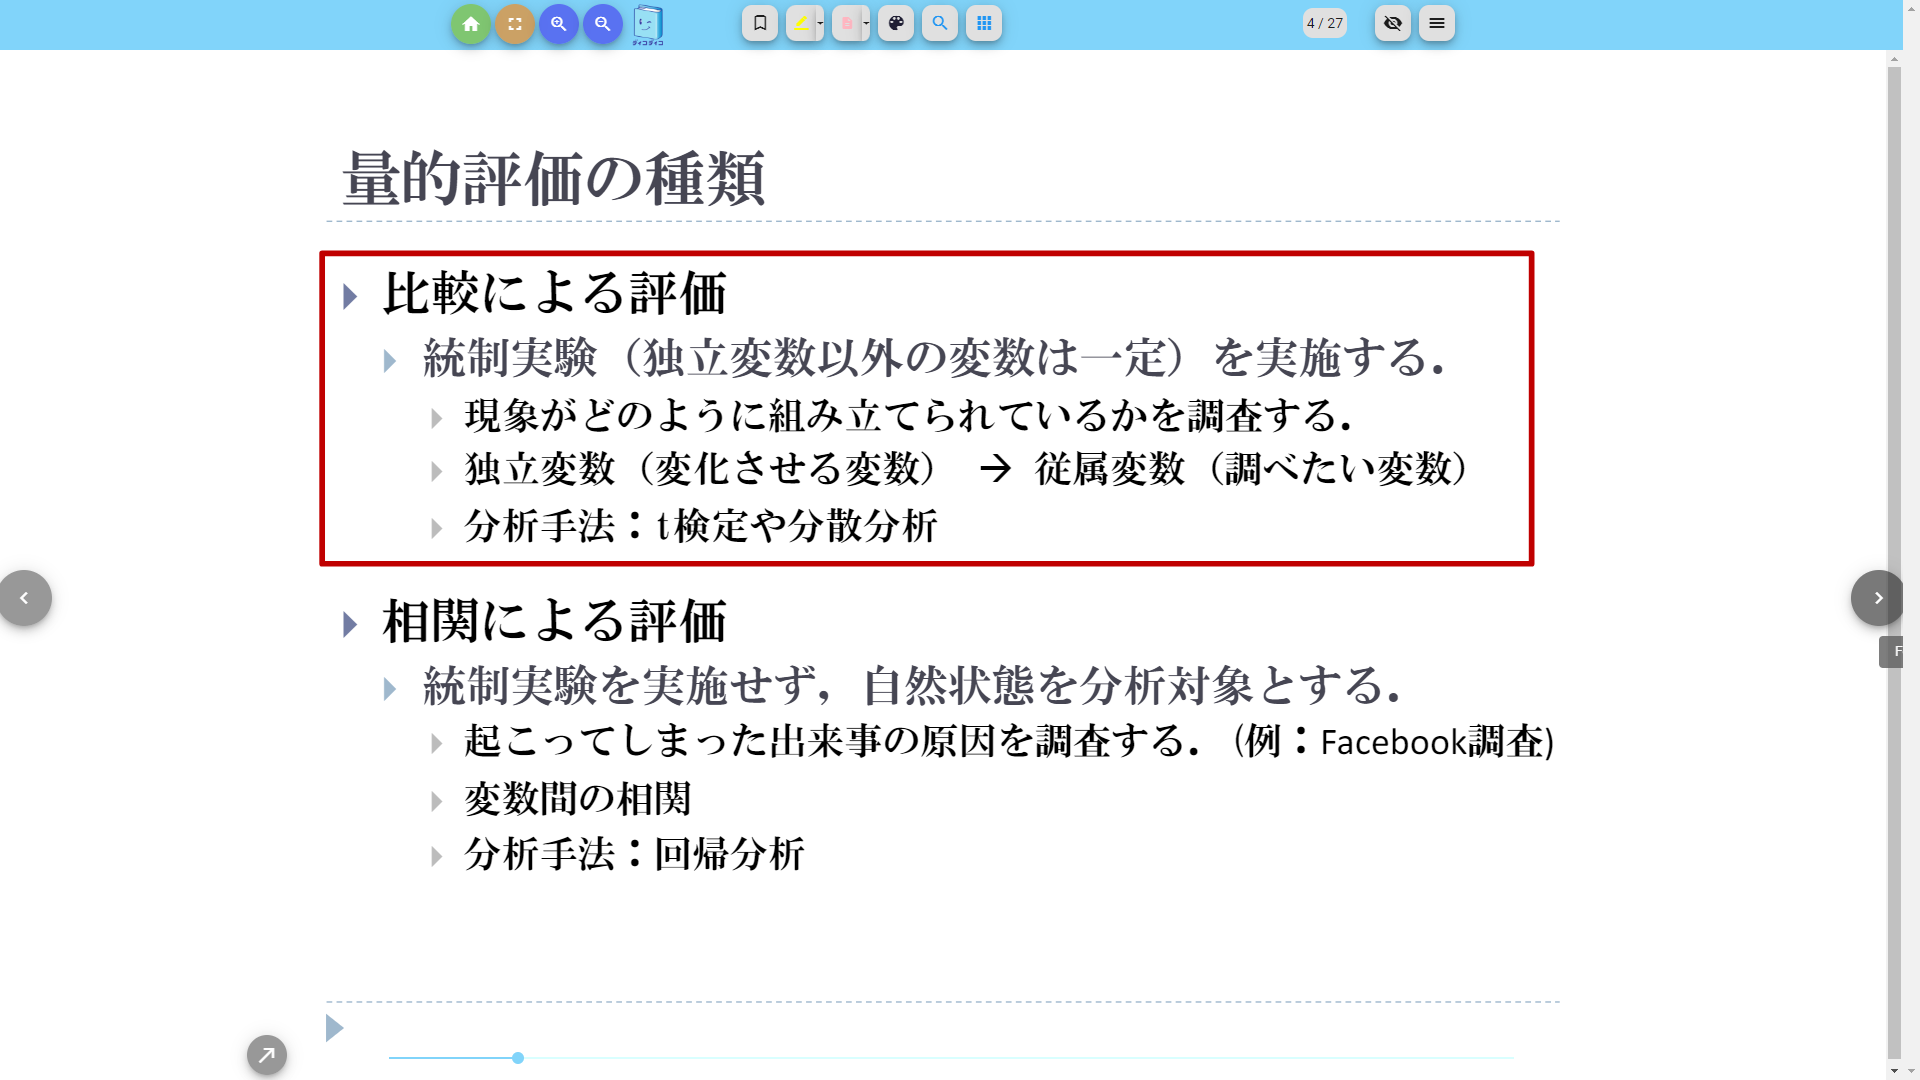 ディコディコ
4 / 27
量的評価の種類
比較による評価
統制実験（独立変数以外の変数は一定）を実施する．
現象がどのように組み立てられているかを調査する．
独立変数（変化させる変数） → 従属変数（調べたい変数）
分析手法：t検定や分散分析
相関による評価
統制実験を実施せず，自然状態を分析対象とする．
起こってしまった出来事の原因を調査する．（例：Facebook調査)
変数間の相関
分析手法：回帰分析
F